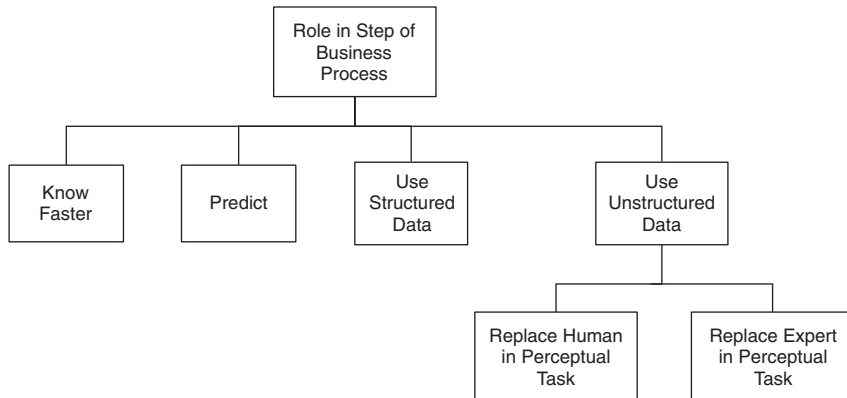 Role in Step of
Business
Process
Know
Faster
Predict
Use
Structured
Data
Use
Unstructured
Data
Replace Human
in Perceptual
Task
Replace Expert
in Perceptual
Task